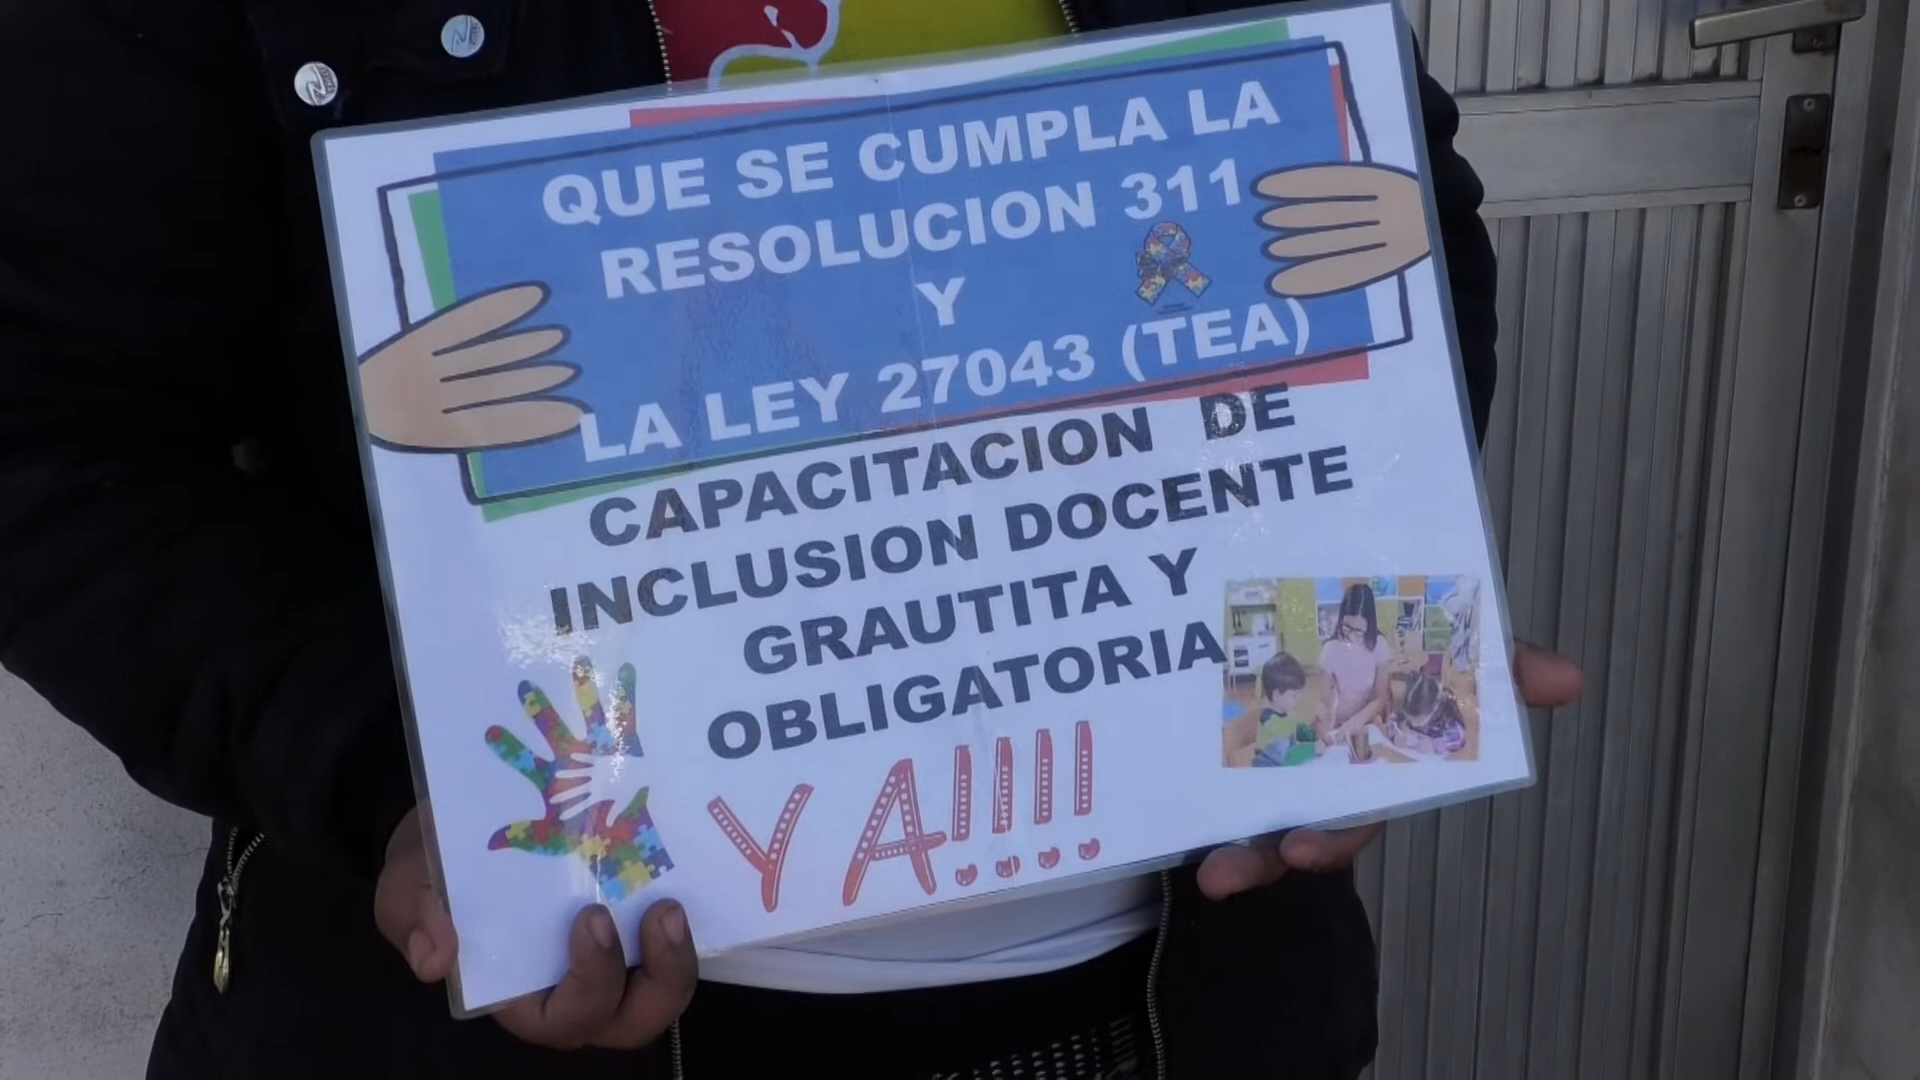 QUE SE CUMPLA LA
RESOLUCION 311
Y
LA LEY 27043 (TEA)
CAPACITACION DE
INCLUSION DOCENTE
GRAUTITA Y
OBLIGATORIA
YA!!!!